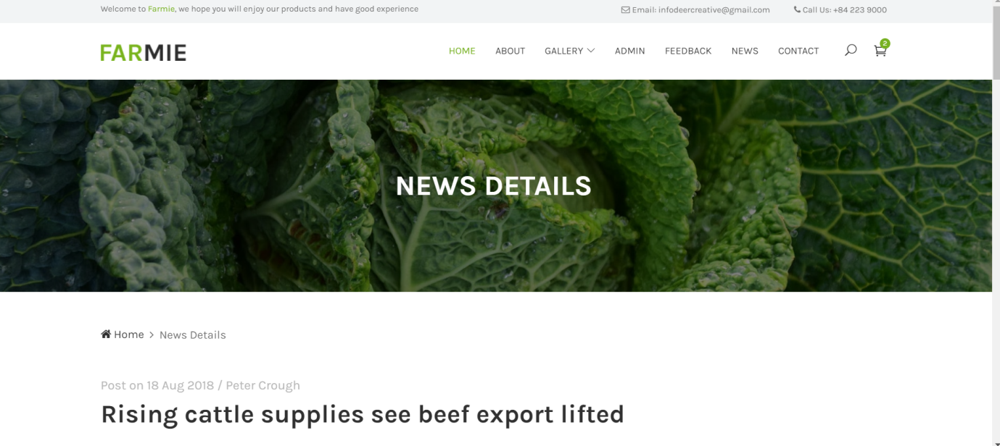 Welcome to Farmie, we hope you will enjoy our products and have good experience
Email: infodeercreative@gmail.com
Call Us: +84 223 9000
FARMIE
HOME
ABOUT
GALLERY
ADMIN
FEEDBACK
NEWS
CONTACT
2
NEWS DETAILS
Home > News Details
Post on 18 Aug 2018 / Peter Crough
Rising cattle supplies see beef export lifted